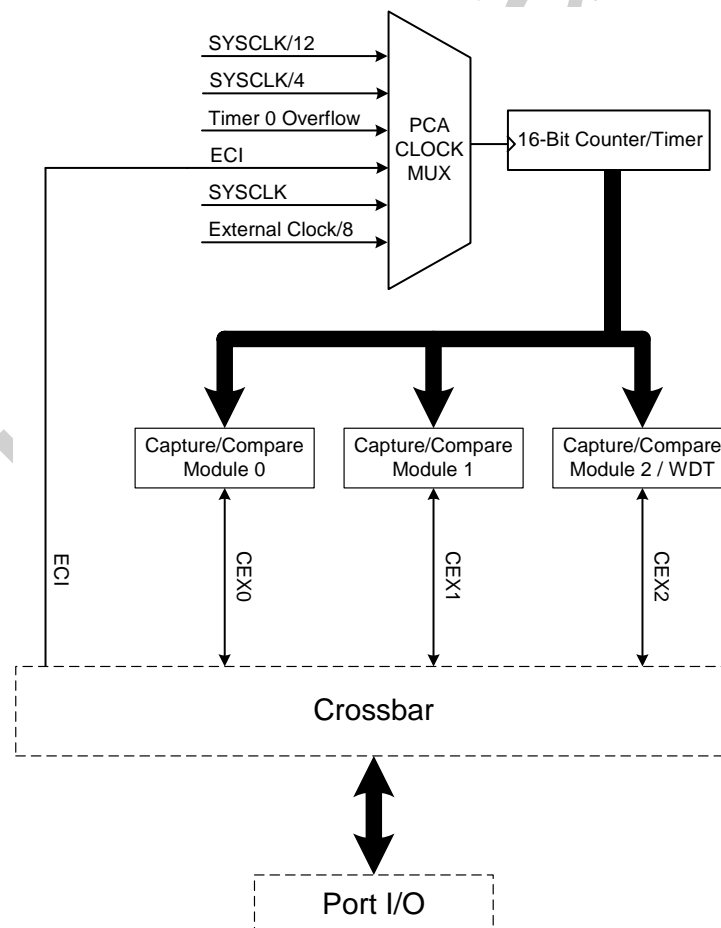 SYSCLK/12
SYSCLK/4
Timer 0 Overflow
ECI
SYSCLK
External Clock/8
PCA
CLOCK
MUX
16-Bit Counter/Timer
Capture/Compare
Module 0
Capture/Compare
Module 1
Capture/Compare
Module 2 / WDT
ECI
CEX0
CEX1
CEX2
Crossbar
Port I/O